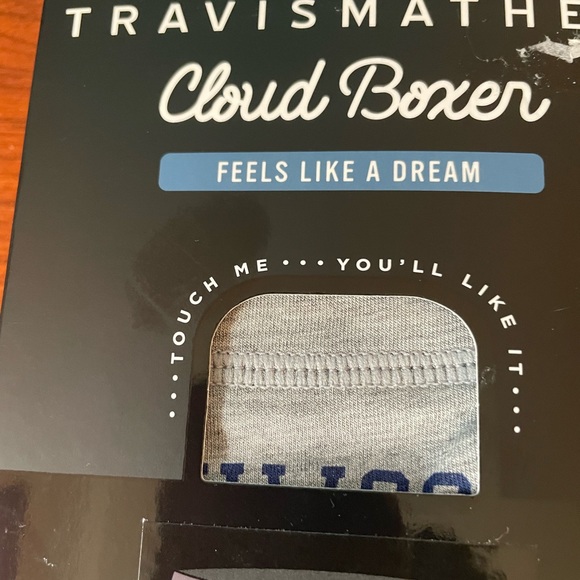 TRAVISMATHE
Cloud Boxer
FEELS LIKE A DREAM
...TOUCH ME...YOU'LL LIKE IT...